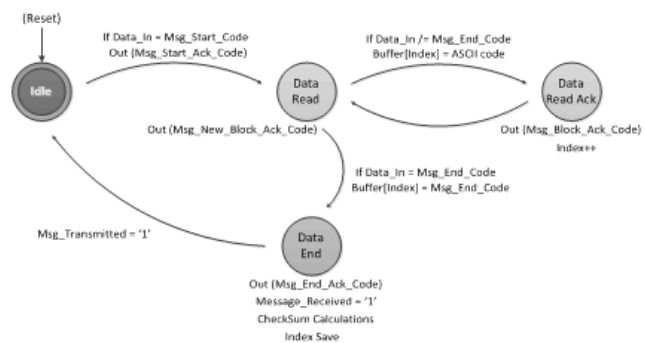 (Reset)
If Data_In = Msg_Start_Code
Out (Msg_Start_Ack_Code)
If Data_In /= Msg_End_Code
Buffer[Index] = ASCII code
Idle
Data
Read
Data
Read Ack
Out (Msg_New_Block_Ack_Code)
Out (Msg_Block_Ack_Code)
Index++
If Data_In = Msg_End_Code
Buffer[Index] = Msg_End_Code
Msg_Transmitted = '1'
Data
End
Out (Msg_End_Ack_Code)
Message_Received = '1'
CheckSum Calculations
Index Save